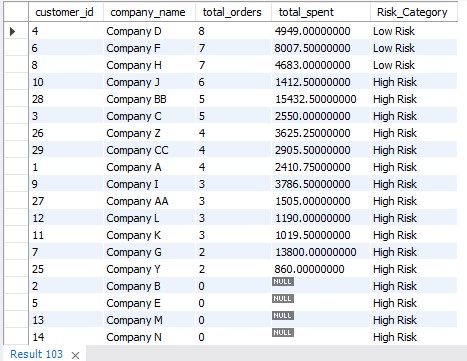 customer_id company_name total_orders total_spent Risk_Category
4 Company D 8 4949.00000000 Low Risk
6 Company F 7 8007.50000000 Low Risk
8 Company H 7 4683.00000000 Low Risk
10 Company J 6 1412.50000000 High Risk
28 Company BB 5 15432.50000000 High Risk
3 Company C 5 2550.00000000 High Risk
26 Company Z 4 3625.25000000 High Risk
29 Company CC 4 2905.50000000 High Risk
1 Company A 4 2410.75000000 High Risk
9 Company I 3 3786.50000000 High Risk
27 Company AA 3 1505.00000000 High Risk
12 Company L 3 1190.00000000 High Risk
11 Company K 3 1019.50000000 High Risk
7 Company G 2 13800.00000000 High Risk
25 Company Y 2 860.00000000 High Risk
2 Company B 0 NULL High Risk
5 Company E 0 NULL High Risk
13 Company M 0 NULL High Risk
14 Company N 0 NULL High Risk
Result 103